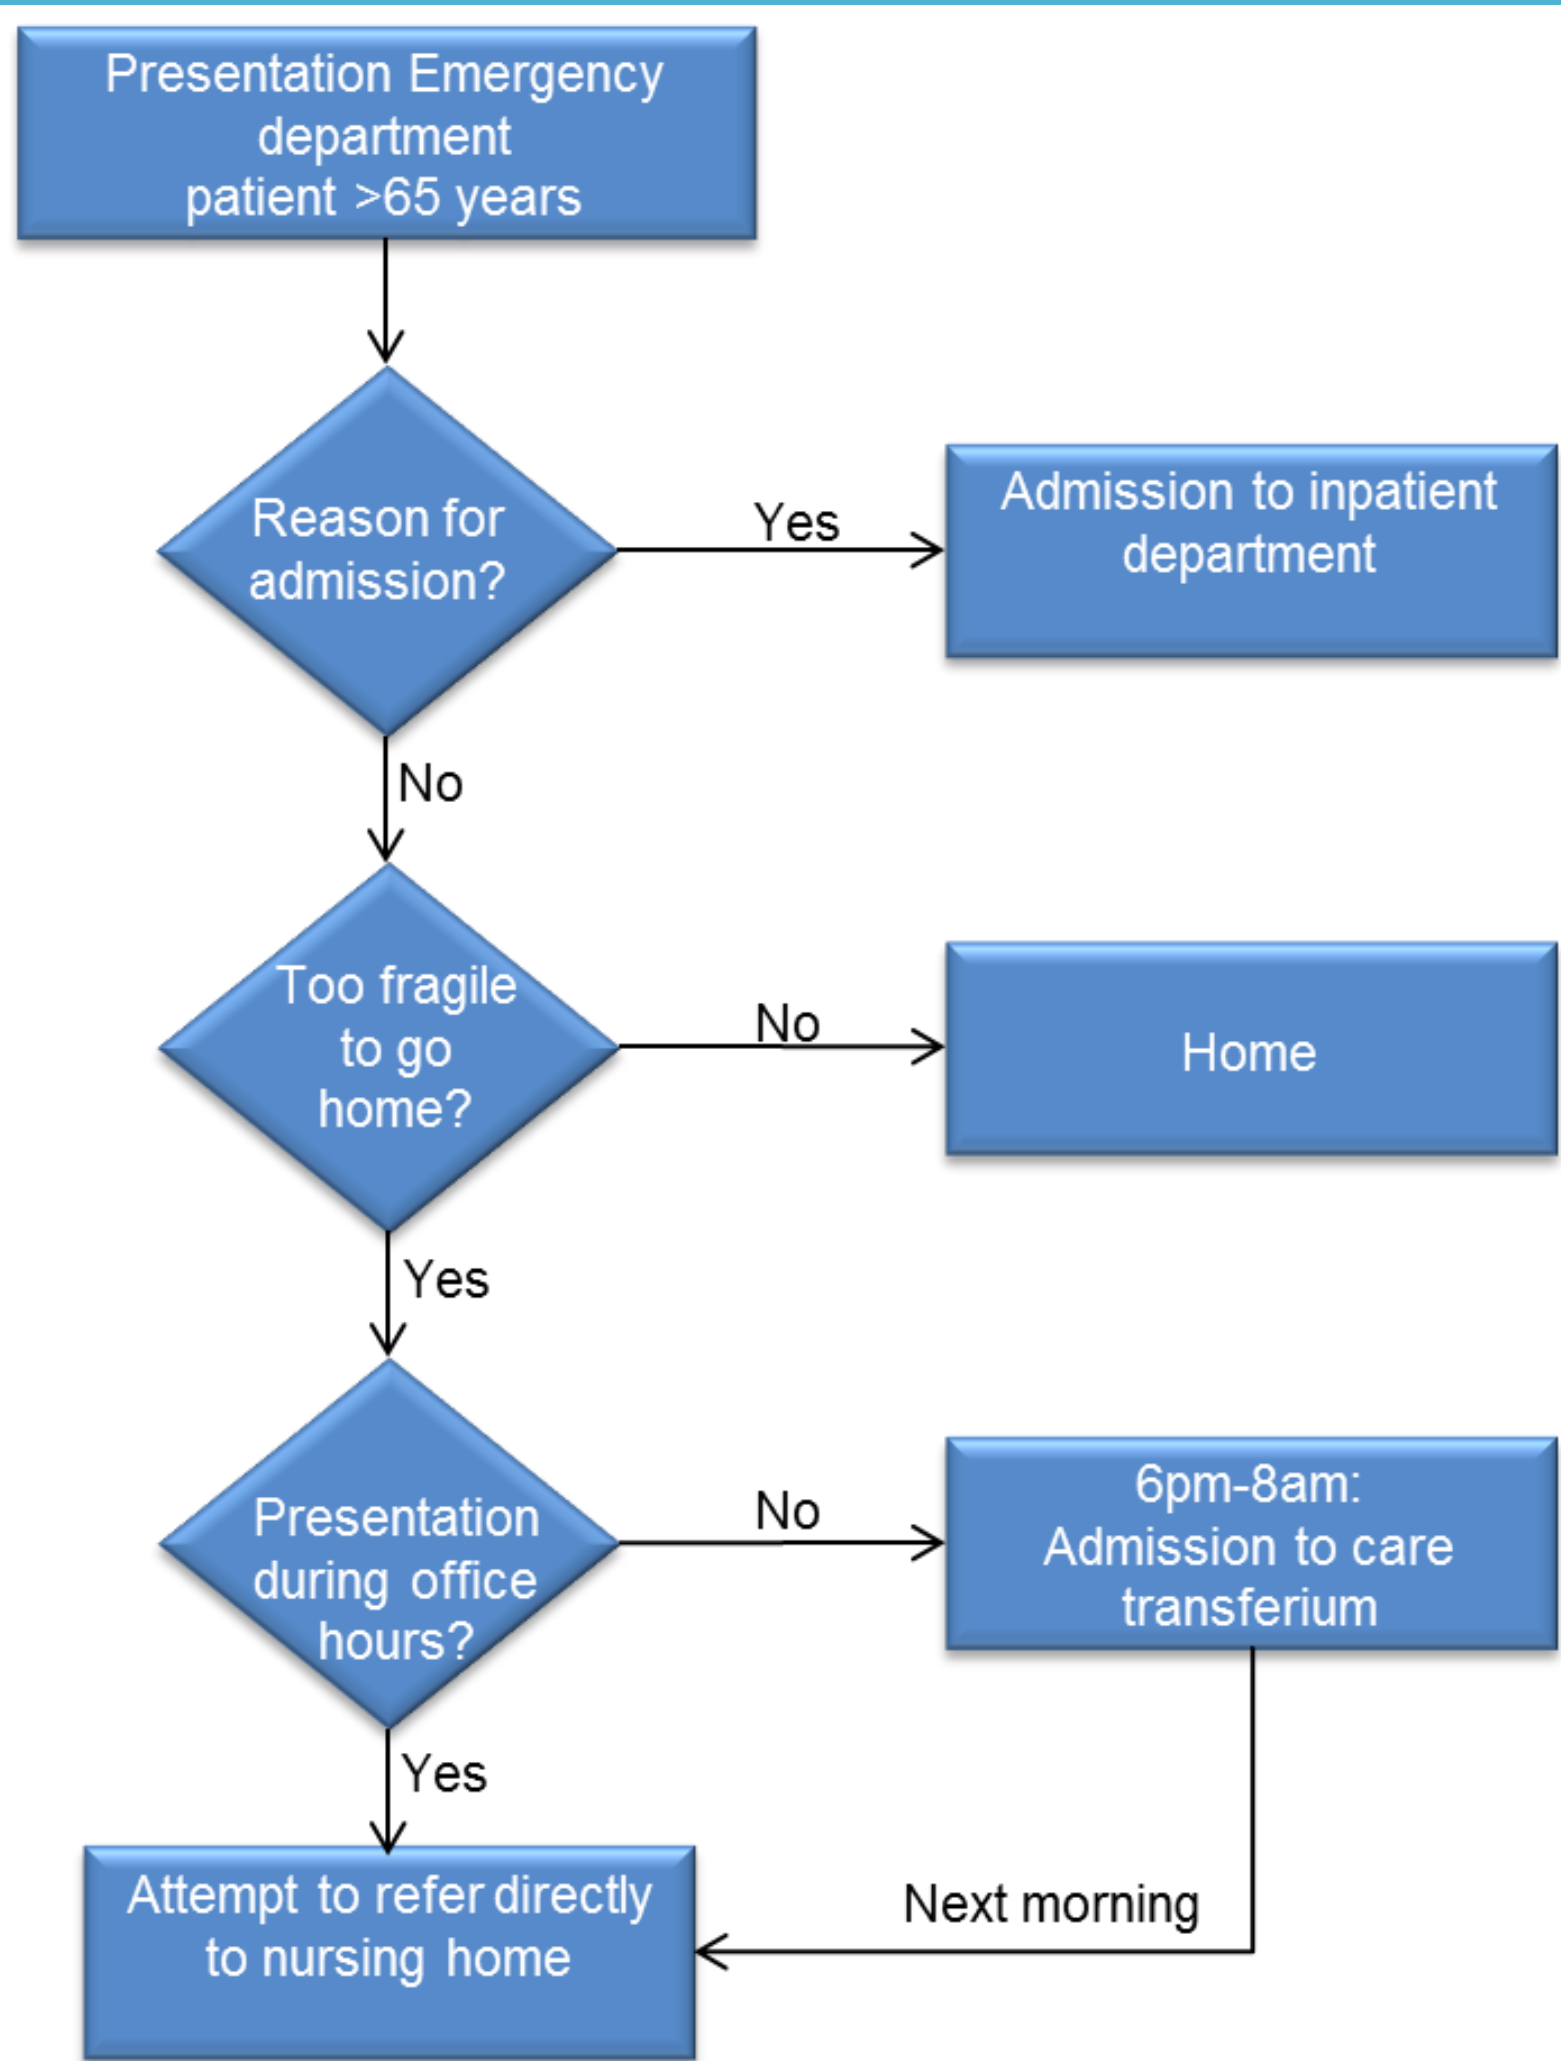 Presentation Emergency
department
patient >65 years
Reason for
admission?
Yes
Admission to inpatient
department
No
Too fragile
to go
home?
No
Home
Yes
Presentation
during office
hours?
No
6pm-8am:
Admission to care
transferium
Yes
Attempt to refer directly
to nursing home
Next morning